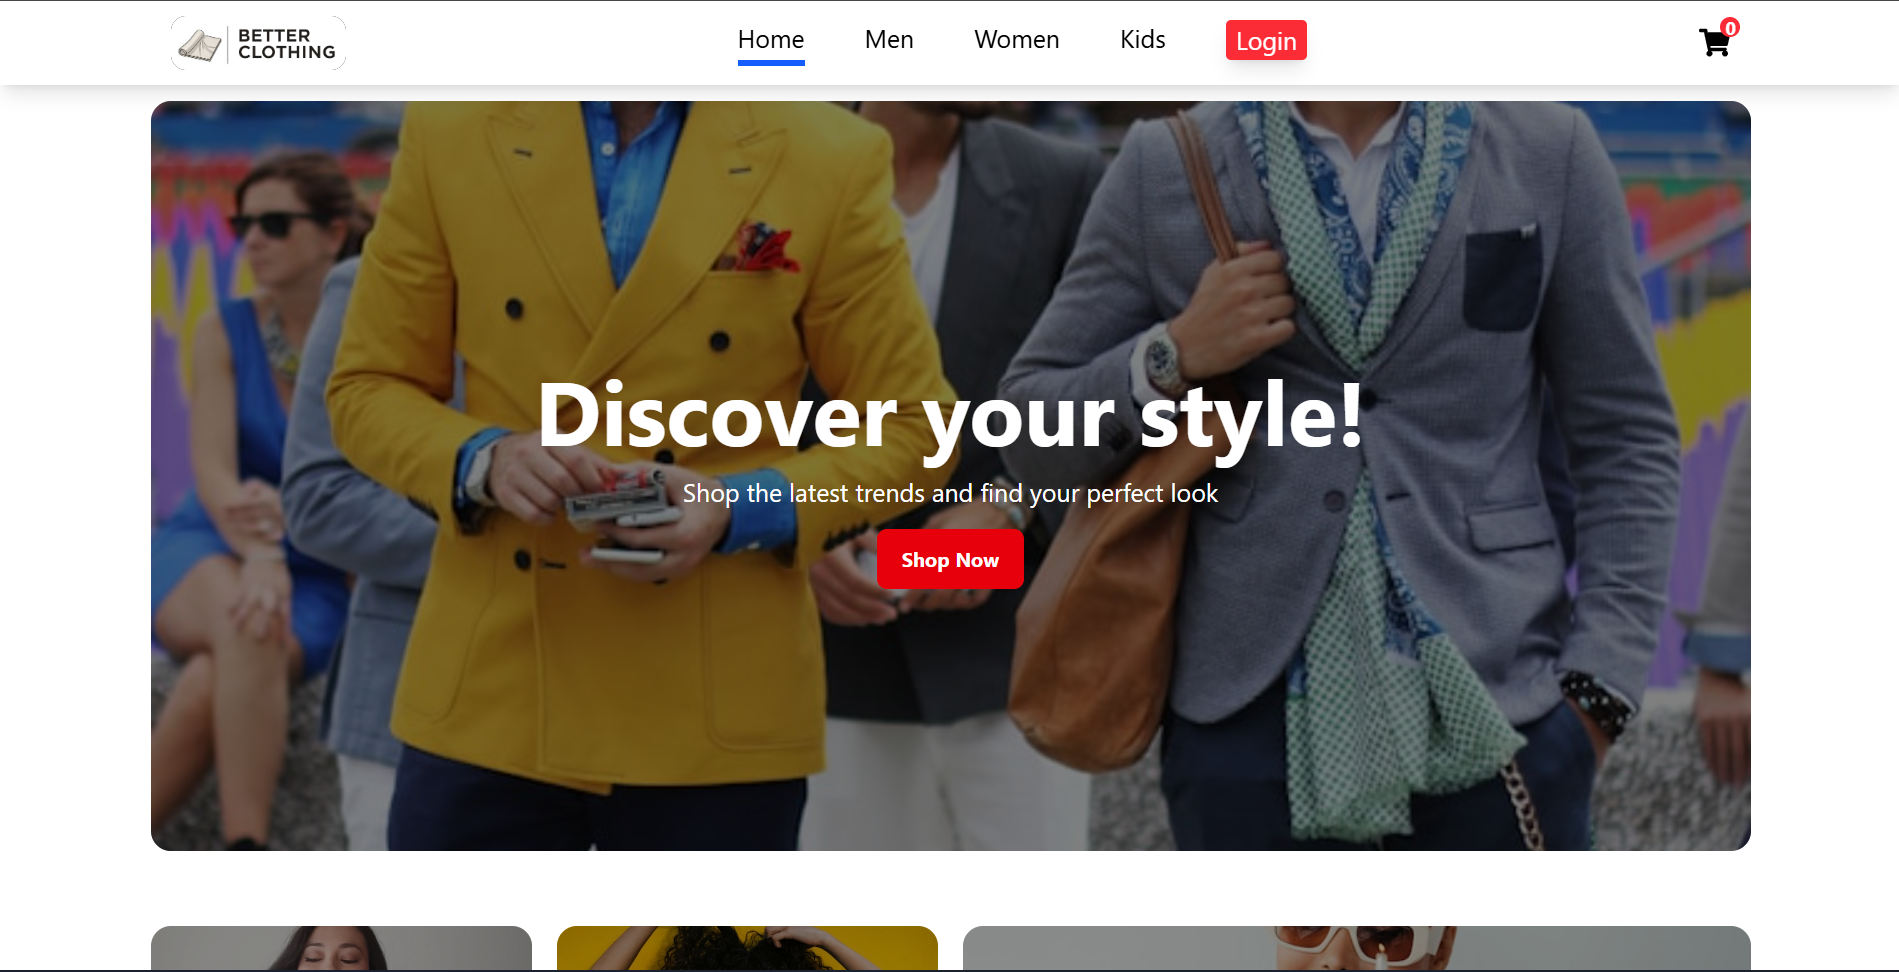 BETTER
CLOTHING
Home
Men
Women
Kids
Login
0
Discover your style!
Shop the latest trends and find your perfect look
Shop Now